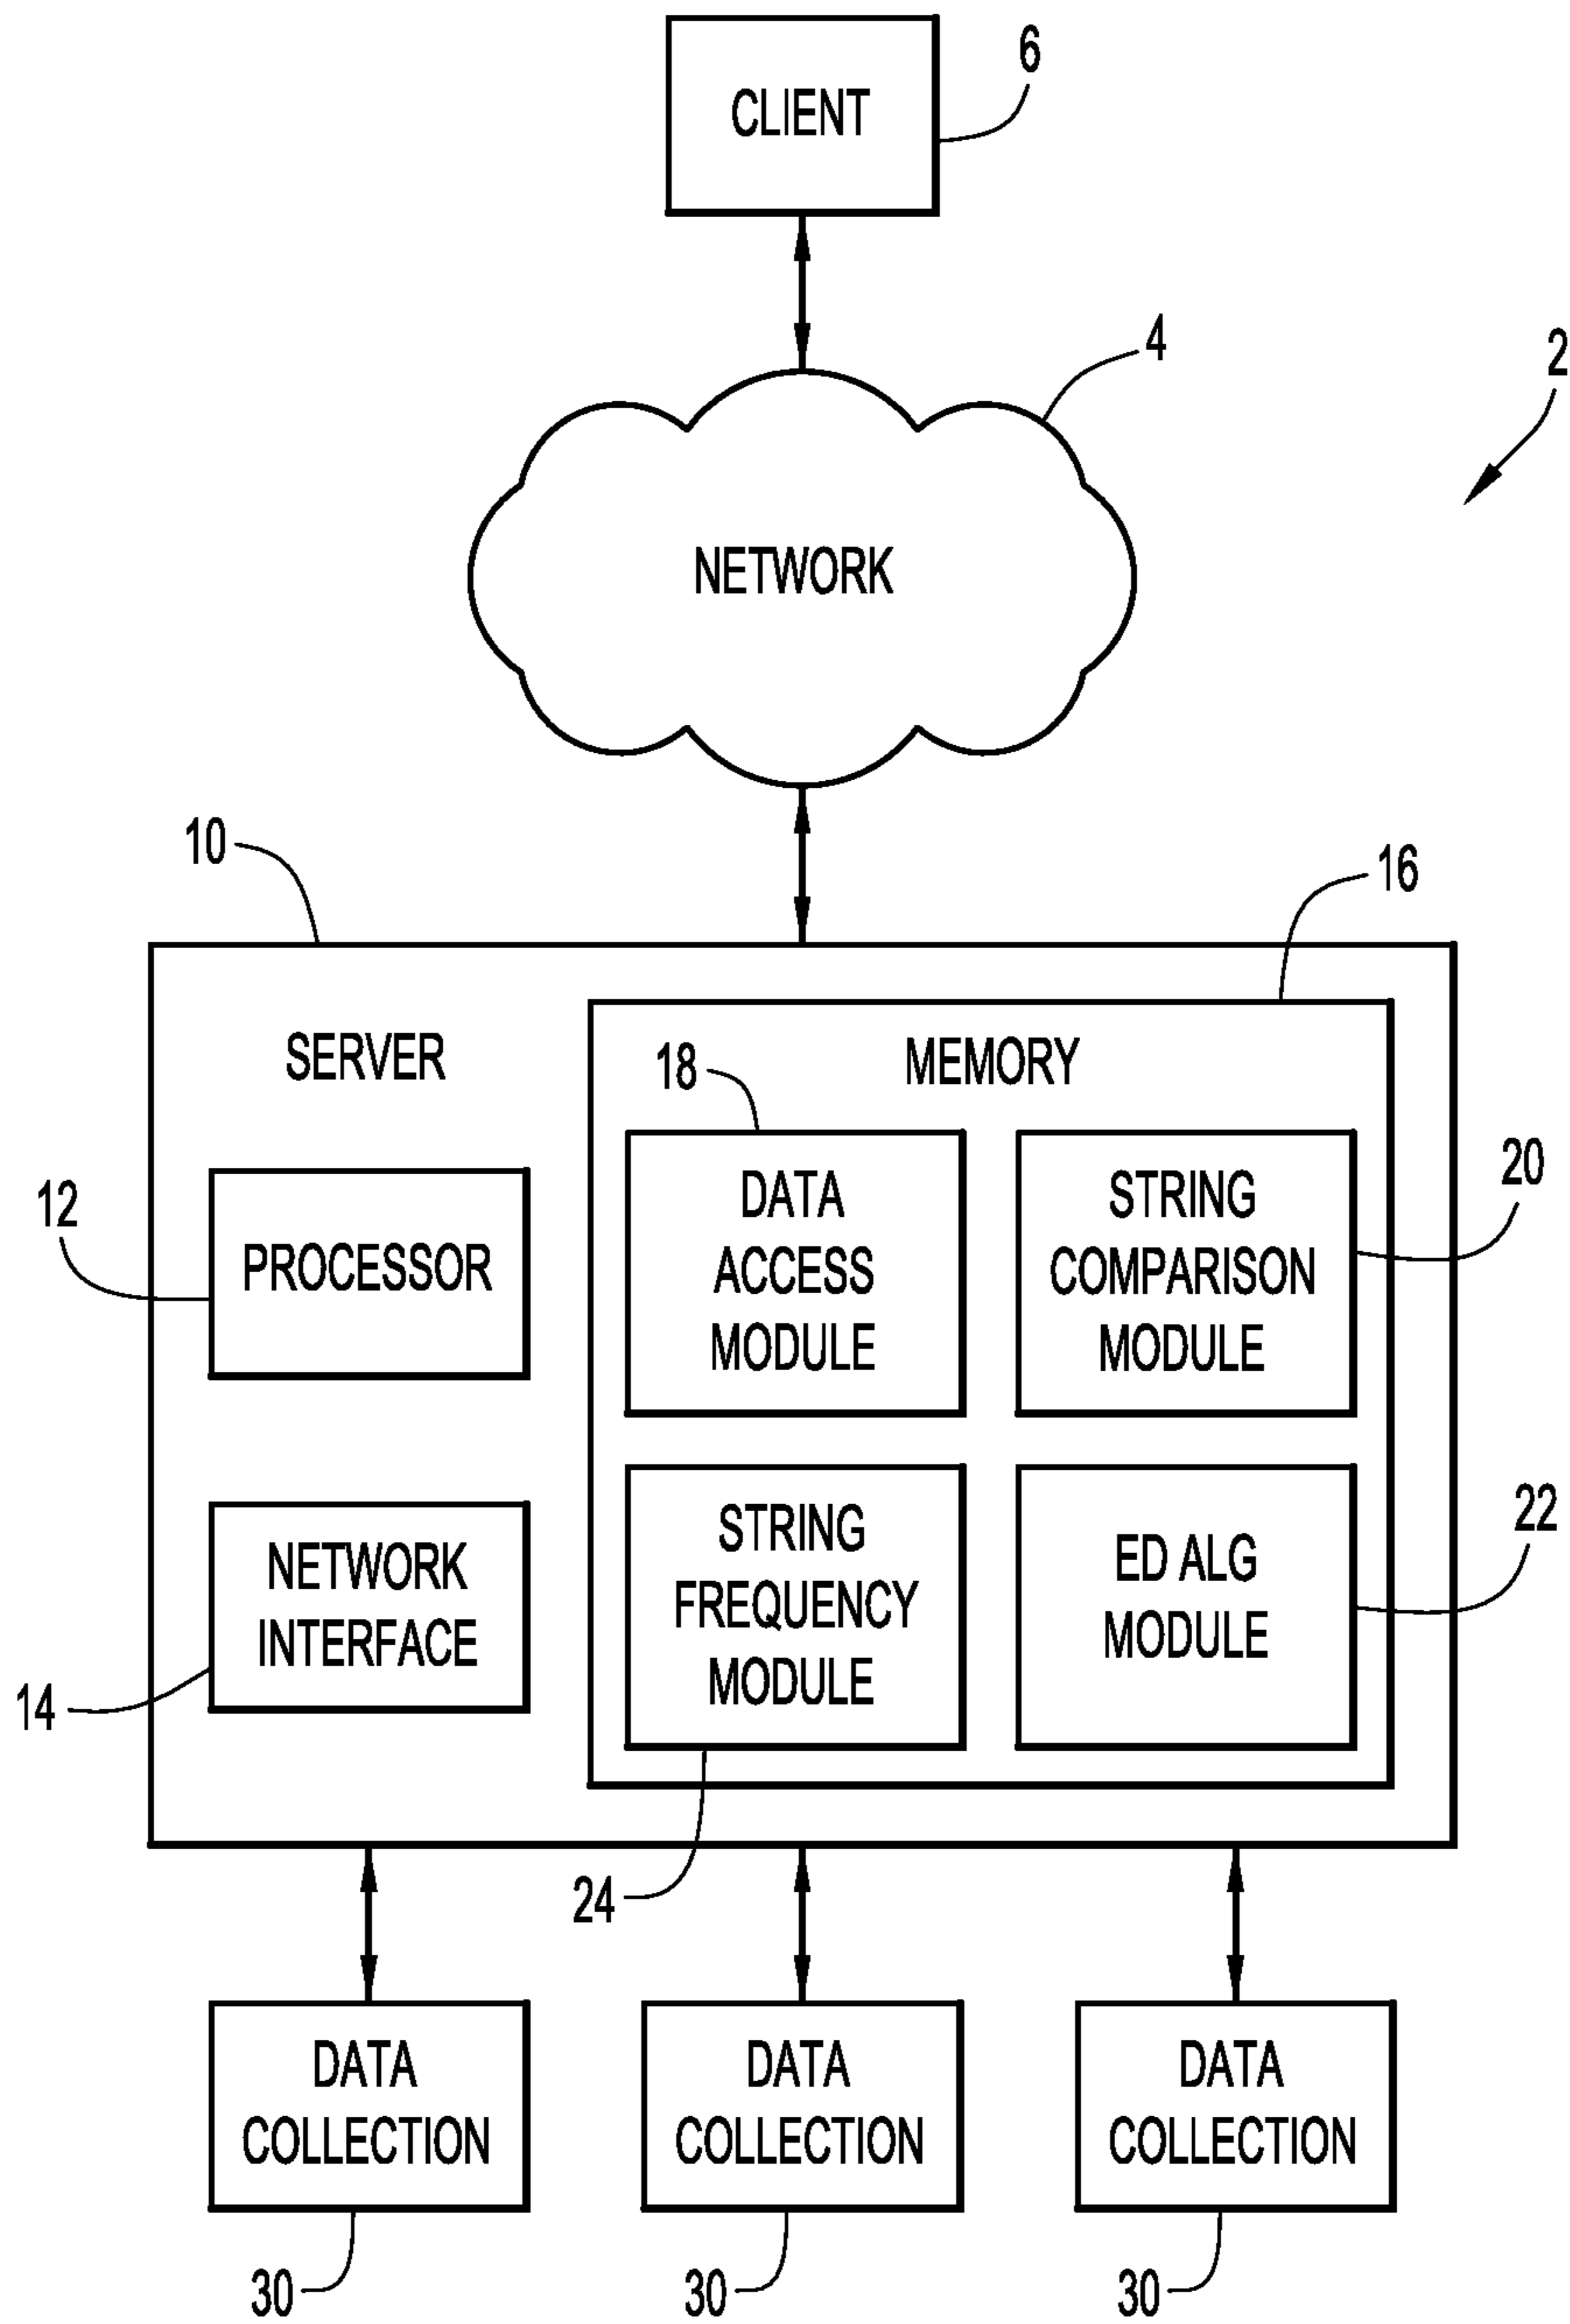 CLIENT
6
4
2
NETWORK
10
16
SERVER
MEMORY
18
DATA
ACCESS
MODULE
STRING
COMPARISON
MODULE
20
12
PROCESSOR
STRING
FREQUENCY
MODULE
ED ALG
MODULE
22
NETWORK
INTERFACE
14
24
DATA
COLLECTION
DATA
COLLECTION
DATA
COLLECTION
30
30
30